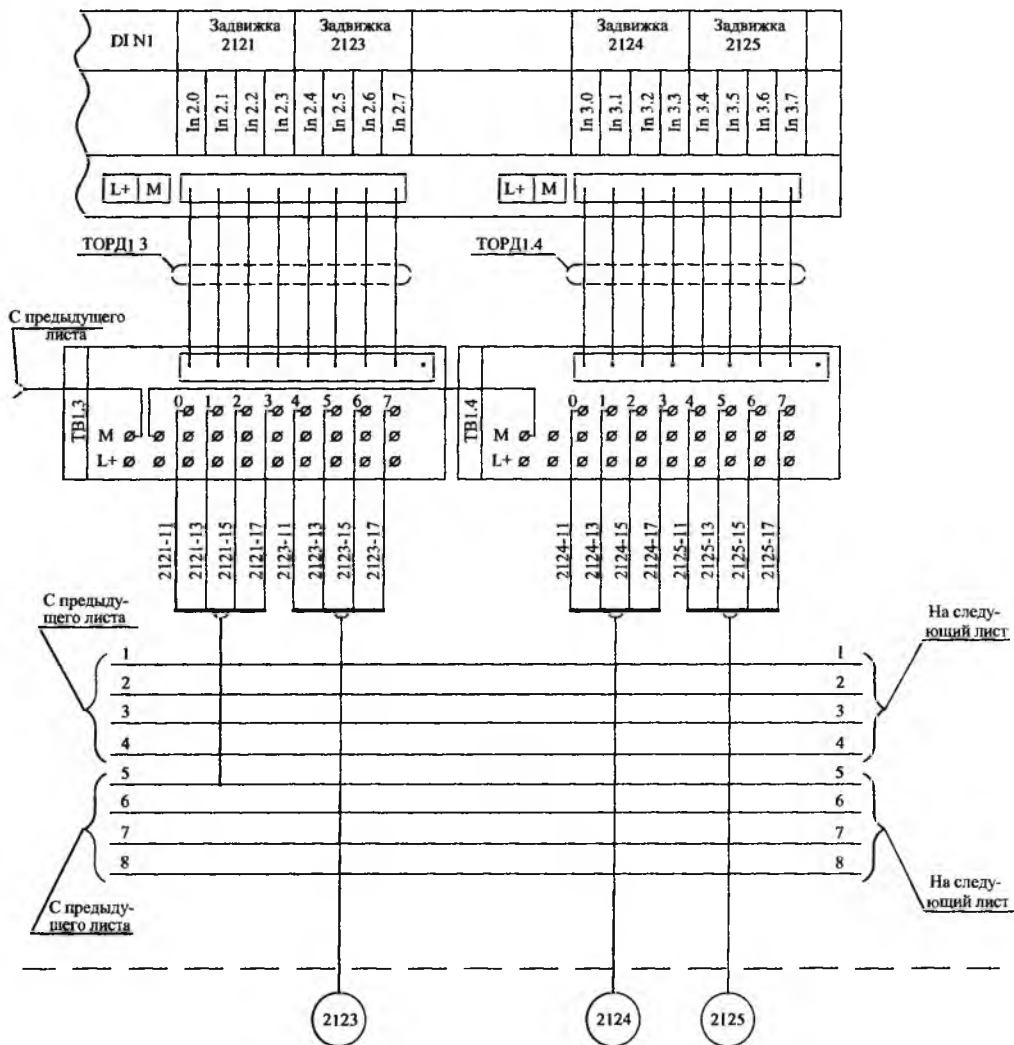 DI N1
Задвижка
2121
Задвижка
2123
Задвижка
2124
Задвижка
2125
In 2.0
In 2.1
In 2.2
In 2.3
In 2.4
In 2.5
In 2.6
In 2.7
In 3.0
In 3.1
In 3.2
In 3.3
In 3.4
In 3.5
In 3.6
In 3.7
L+ M
L+ M
ТОРД1 3
ТОРД1.4
С предыдущего
листа
ТВ1.3
0 1 2 3 4 5 6 7
M
L+
ТВ1.4
0 1 2 3 4 5 6 7
M
L+
2121-11
2121-13
2121-15
2121-17
2123-11
2123-13
2123-15
2123-17
2124-11
2124-13
2124-15
2124-17
2125-11
2125-13
2125-15
2125-17
С предыду-
щего листа
На следу-
ющий лист
1 1
2 2
3 3
4 4
5 5
6 6
7 7
8 8
С предыду-
щего листа
На следу-
ющий лист
2123
2124
2125